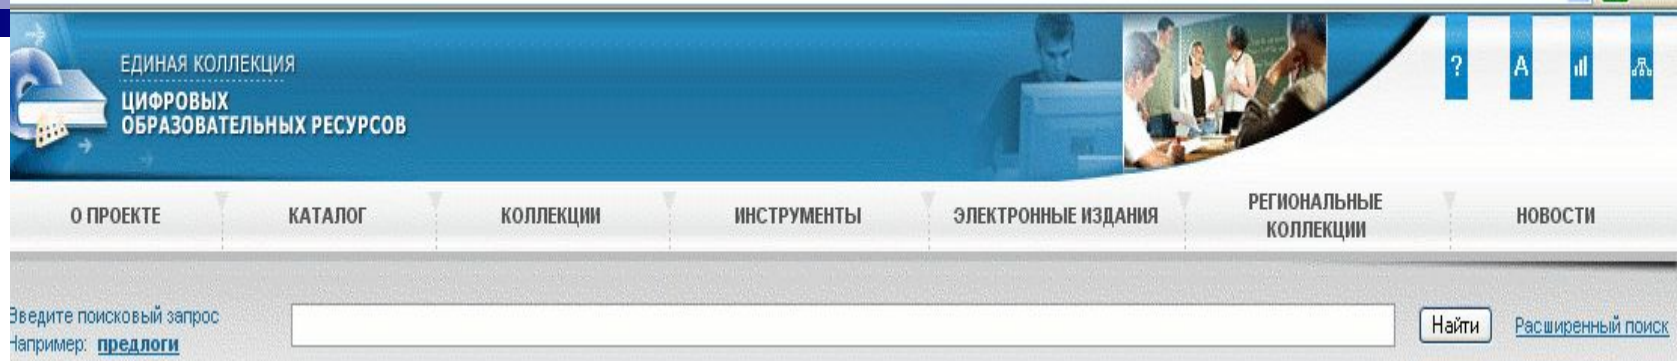 ЕДИНАЯ КОЛЛЕКЦИЯ
ЦИФРОВЫХ
ОБРАЗОВАТЕЛЬНЫХ РЕСУРСОВ
? А
О ПРОЕКТЕ КАТАЛОГ КОЛЛЕКЦИИ ИНСТРУМЕНТЫ ЭЛЕКТРОННЫЕ ИЗДАНИЯ РЕГИОНАЛЬНЫЕ КОЛЛЕКЦИИ НОВОСТИ
Введите поисковый запрос
Например: предлоги
Найти Расширенный поиск